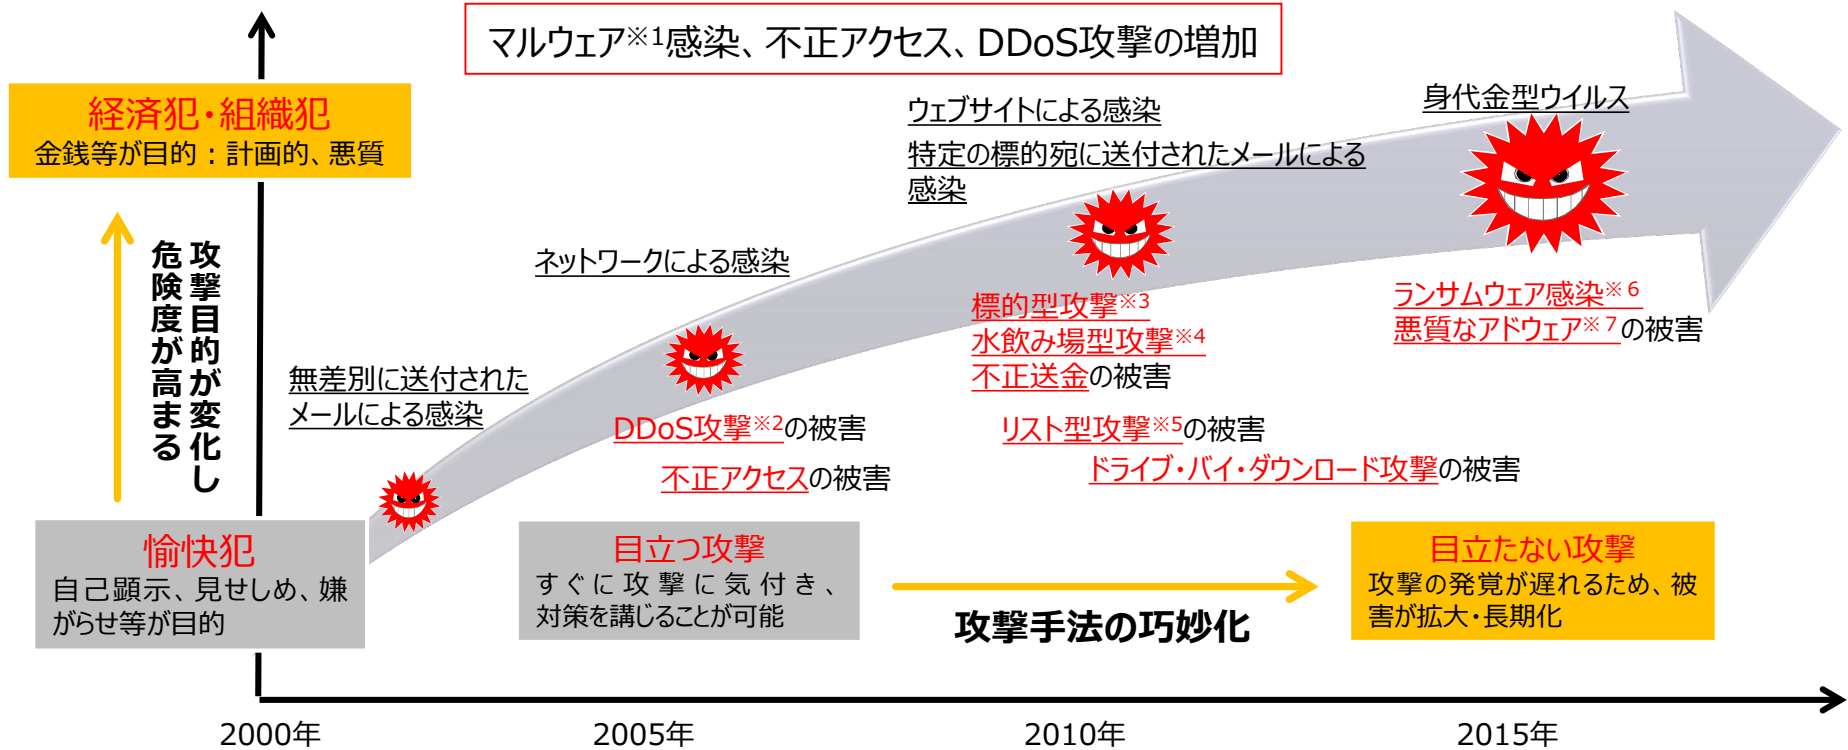 マルウェア※1感染、不正アクセス、DDoS攻撃の増加
経済犯・組織犯
金銭等が目的：計画的、悪質
攻撃目的が変化し
危険度が高まる
愉快犯
自己顕示、見せしめ、嫌
がらせ等が目的
無差別に送付された
メールによる感染
ネットワークによる感染
DDoS攻撃※2の被害
不正アクセスの被害
ウェブサイトによる感染
特定の標的宛に送付されたメールによる
感染
標的型攻撃※3
水飲み場型攻撃※4
不正送金の被害
リスト型攻撃※5の被害
ドライブ・バイ・ダウンロード攻撃の被害
身代金型ウイルス
ランサムウェア感染※6
悪質なアドウェア※7の被害
目立つ攻撃
すぐに攻撃に気付き、
対策を講じることが可能
攻撃手法の巧妙化
目立たない攻撃
攻撃の発覚が遅れるため、被
害が拡大・長期化
2000年
2005年
2010年
2015年